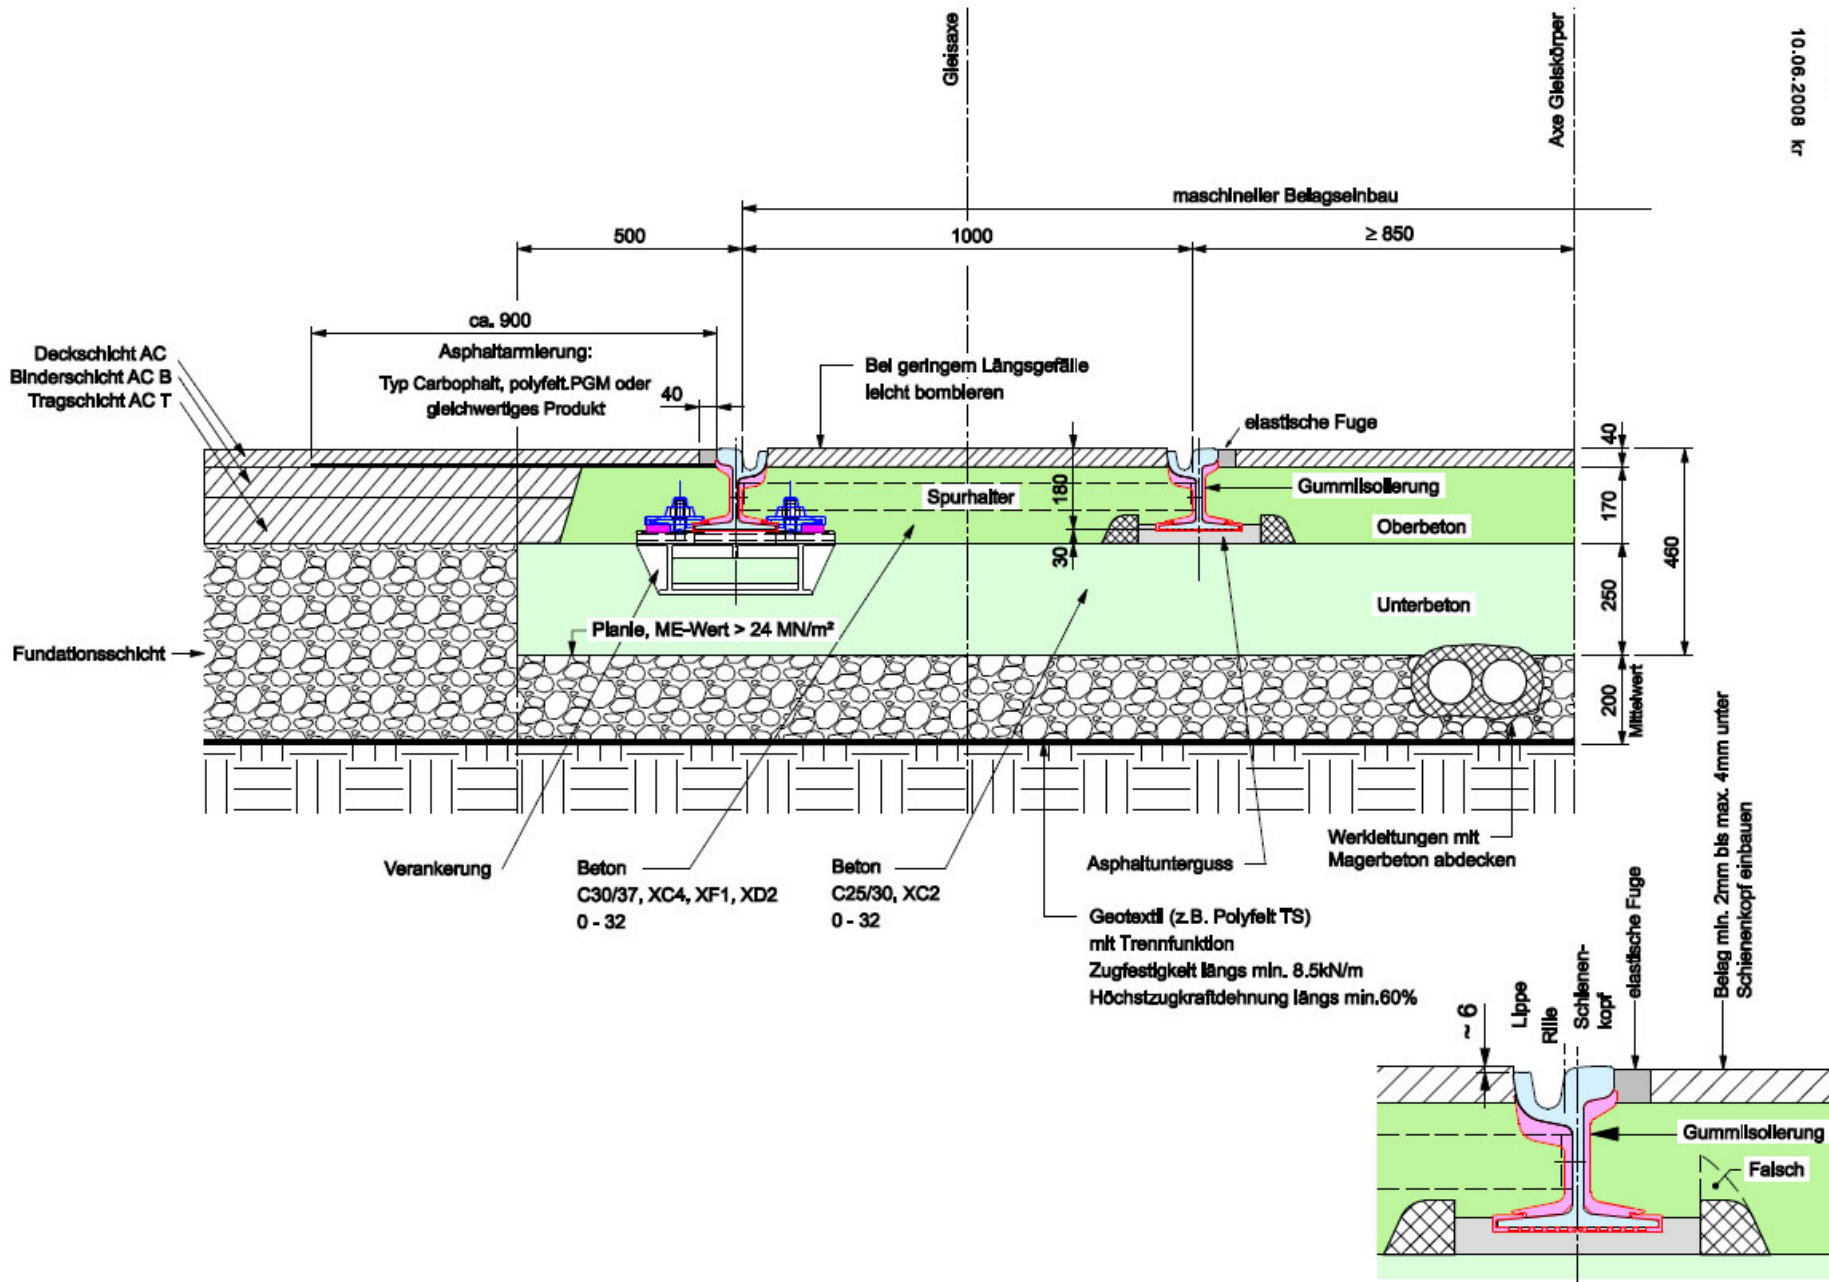 Gleisaxe
Axe Gleiskörper
10.06.2008 kr
maschineller Belagseinbau
500
1000
≥ 850
ca. 900
Asphaltarmierung:
Typ Carbophalt, polyfelt.PGM oder
gleichwertiges Produkt
40
Deckschicht AC
Binderschicht AC B
Tragschicht AC T
Bei geringem Längsgefälle
leicht bombieren
elastische Fuge
40
Spurhalter
180
Gummiisolierung
Oberbeton
170
30
460
Unterbeton
250
Planie, ME-Wert > 24 MN/m²
Fundationsschicht
200
Mittelwert
Verankerung
Beton
C30/37, XC4, XF1, XD2
0 - 32
Beton
C25/30, XC2
0 - 32
Asphaltunterguss
Werkleitungen mit
Magerbeton abdecken
Geotextil (z.B. Polyfelt TS)
mit Trennfunktion
Zugfestigkeit längs min. 8.5kN/m
Höchstzugkraftdehnung längs min.60%
~ 6
Lippe
Rille
Schienen-
kopf
elastische Fuge
Belag min. 2mm bis max. 4mm unter
Schienenkopf einbauen
Gummiisolierung
Falsch